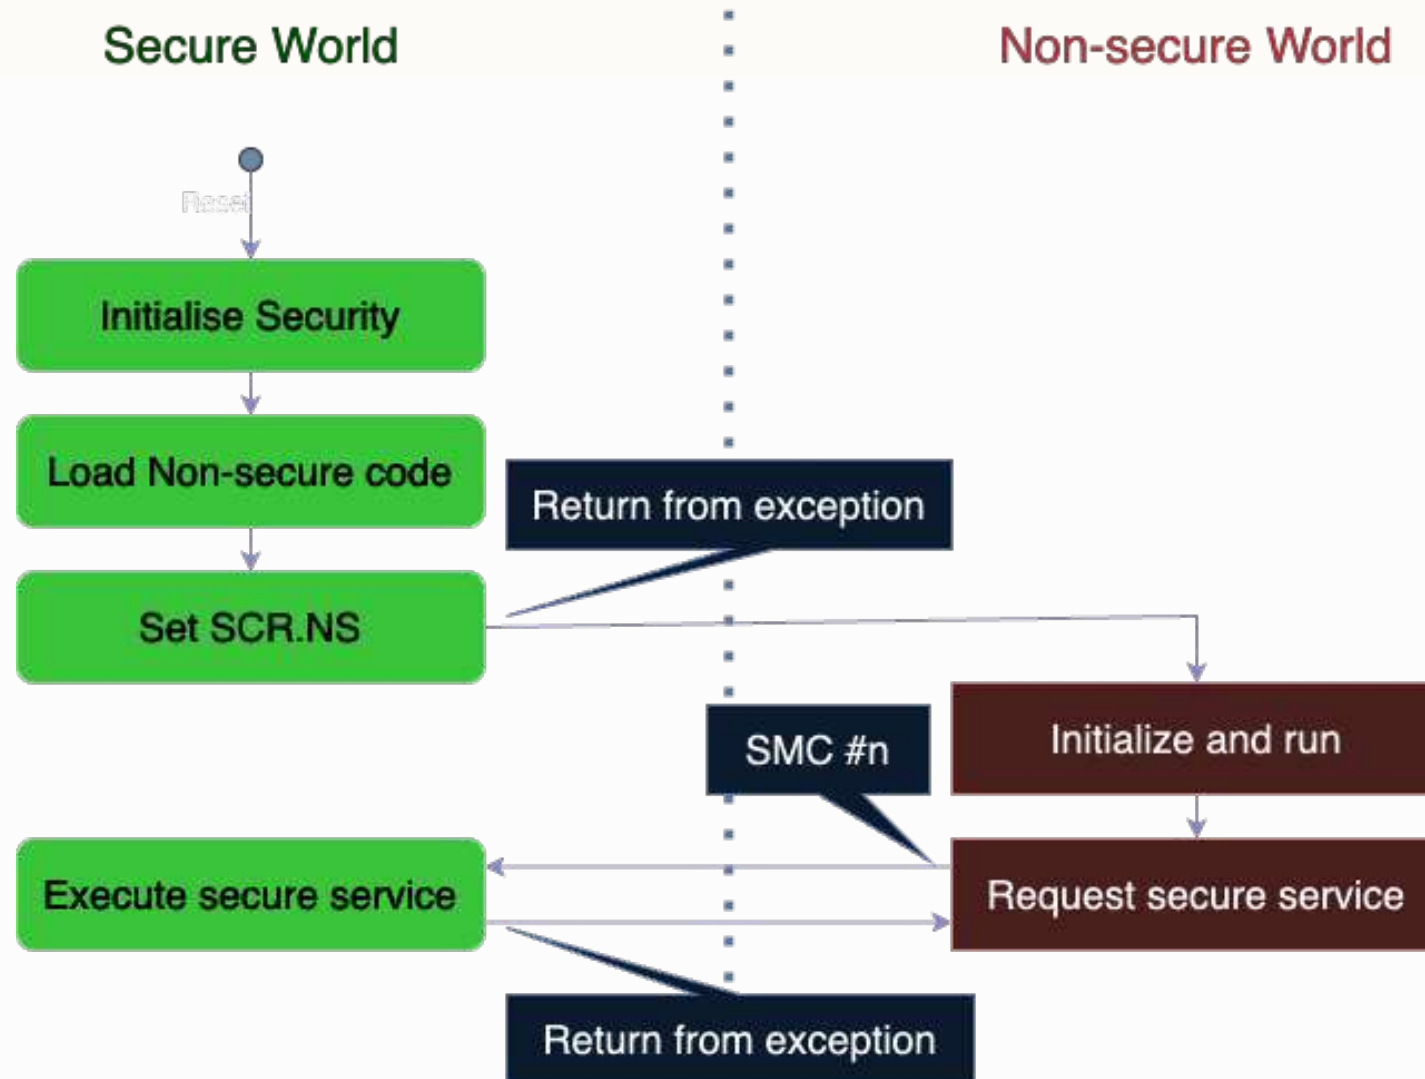 Secure World
Non-secure World
Reset
Initialise Security
Load Non-secure code
Return from exception
Set SCR.NS
SMC #n
Initialize and run
Execute secure service
Request secure service
Return from exception